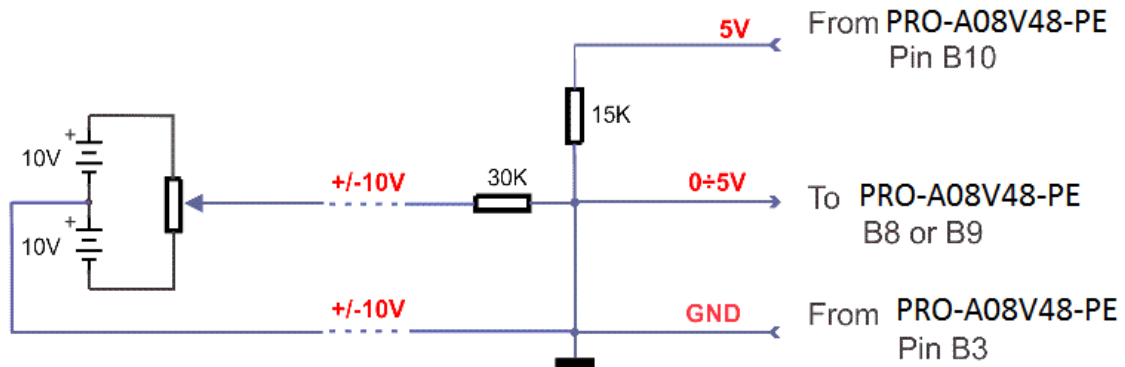 5V
From PRO-A08V48-PE
Pin B10
15K
+
10V
+/-10V
30K
0÷5V
To PRO-A08V48-PE
B8 or B9
+
10V
+/-10V
GND
From PRO-A08V48-PE
Pin B3